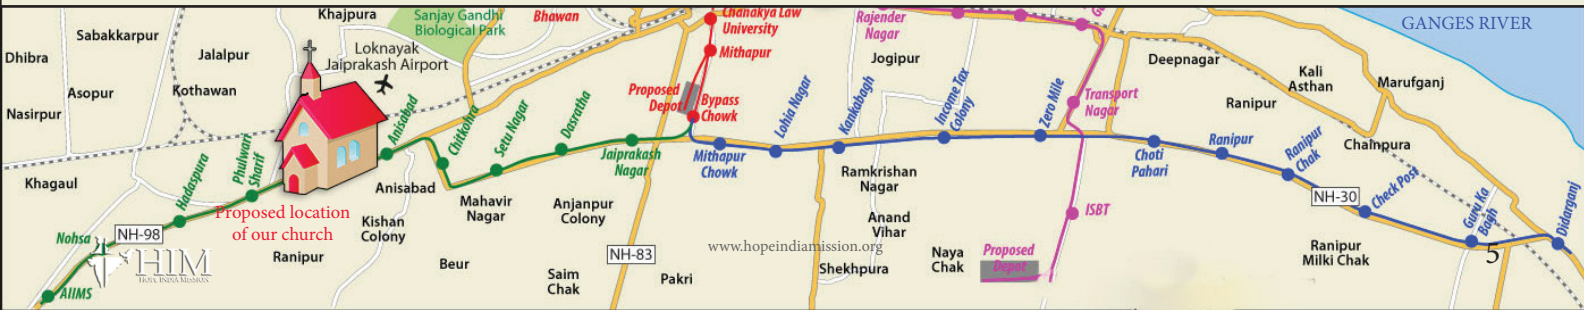 Khajpura
Sanjay Gandhi
Biological Park
Bhawan
Chanakya Law
University
Rajender
Nagar
GANGES RIVER
Sabakkarpur
Dhibra
Jalalpur
Loknayak
Jaiprakash Airport
Mithapur
Jogipur
Deepnagar
Kali
Asthan
Marufganj
Asopur
Kothawan
Nasirpur
Proposed
Depot
Bypass
Chowk
Transport
Nagar
Ranipur
Anisabad
Chitkohra
Setu Nagar
Dasratha
Jaiprakash
Nagar
Mithapur
Chowk
Lohia Nagar
Kankabagh
Income Tax
Colony
Zero Mile
Choti
Pahari
Ranipur
Ranipur
Chak
Chainpura
Khagaul
Hadaspura
Phulwari
Sharif
Anisabad
Mahavir
Nagar
Anjanpur
Colony
Ramkrishan
Nagar
NH-30
Check Post
Guru Ka
Bagh
Didarganj
Proposed location
of our church
Kishan
Colony
Anand
Vihar
ISBT
Nohsa
NH-98
HIM
HOPE INDIA MISSION
Ranipur
Beur
NH-83
www.hopeindiamission.org
Naya
Chak
Proposed
Depot
Ranipur
Milki Chak
5
AIIMS
Saim
Chak
Pakri
Shekhpura